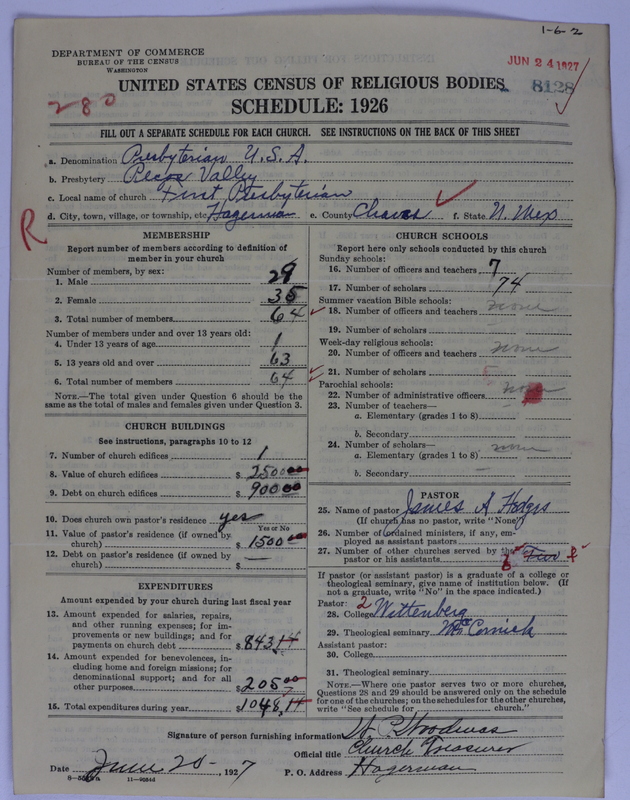 1-6-2
DEPARTMENT OF COMMERCE
BUREAU OF THE CENSUS
WASHINGTON
JUN 24 1927
8128
280
UNITED STATES CENSUS OF RELIGIOUS BODIES
SCHEDULE: 1926
FILL OUT A SEPARATE SCHEDULE FOR EACH CHURCH. SEE INSTRUCTIONS ON THE BACK OF THIS SHEET
a. Denomination Presbyterian U.S.A.
b. Presbytery Pecos Valley
c. Local name of church First Presbyterian
d. City, town, village, or township, etc. Hagerman e. County Chaves f. State N. Mex
R
MEMBERSHIP
Report number of members according to definition of member in your church
Number of members, by sex:
1. Male 29
2. Female 35
3. Total number of members 64
Number of members under and over 13 years old:
4. Under 13 years of age 1
5. 13 years old and over 63
6. Total number of members 64
NOTE.—The total given under Question 6 should be same as the total of males and females given under Question 3.
CHURCH BUILDINGS
See instructions, paragraphs 10 to 12
7. Number of church edifices 1
8. Value of church edifices $ 2500 00
9. Debt on church edifices $ 900 00
10. Does church own pastor's residence yes
Yes or No
11. Value of pastor's residence (if owned by church) $ 1500 00
12. Debt on pastor's residence (if owned by church) $ —
EXPENDITURES
Amount expended by your church during last fiscal year
13. Amount expended for salaries, repairs, and other running expenses; for improvements or new buildings; and for payments on church debt $ 843 14
14. Amount expended for benevolences, including home and foreign missions; for denominational support; and for all other purposes $ 205 00
15. Total expenditures during year $ 1048.14
CHURCH SCHOOLS
Report here only schools conducted by this church
Sunday schools:
16. Number of officers and teachers 7
17. Number of scholars 74
Summer vacation Bible schools:
18. Number of officers and teachers none
19. Number of scholars
Week-day religious schools:
20. Number of officers and teachers none
21. Number of scholars
Parochial schools:
22. Number of administrative officers none
23. Number of teachers—
a. Elementary (grades 1 to 8)
b. Secondary
24. Number of scholars—
a. Elementary (grades 1 to 8) none
b. Secondary —
PASTOR
25. Name of pastor James A Hedges
(If church has no pastor, write "None")
26. Number of ordained ministers, if any, employed as assistant pastors
27. Number of other churches served by the pastor or his assistants Two
If pastor (or assistant pastor) is a graduate of a college or theological seminary, give name of institution below. (If not a graduate, write "No" in the space indicated.)
Pastor: 2
28. College Wittenberg
29. Theological seminary McCormick
Assistant pastor:
30. College
31. Theological seminary
NOTE.—Where one pastor serves two or more churches, Questions 28 and 29 should be answered only on the schedule for one of the churches; on the schedules for the other churches, write "See schedule for church."
Signature of person furnishing information
Official title Church Treasurer
Date June 20- 1927 P. O. Address Hagerman